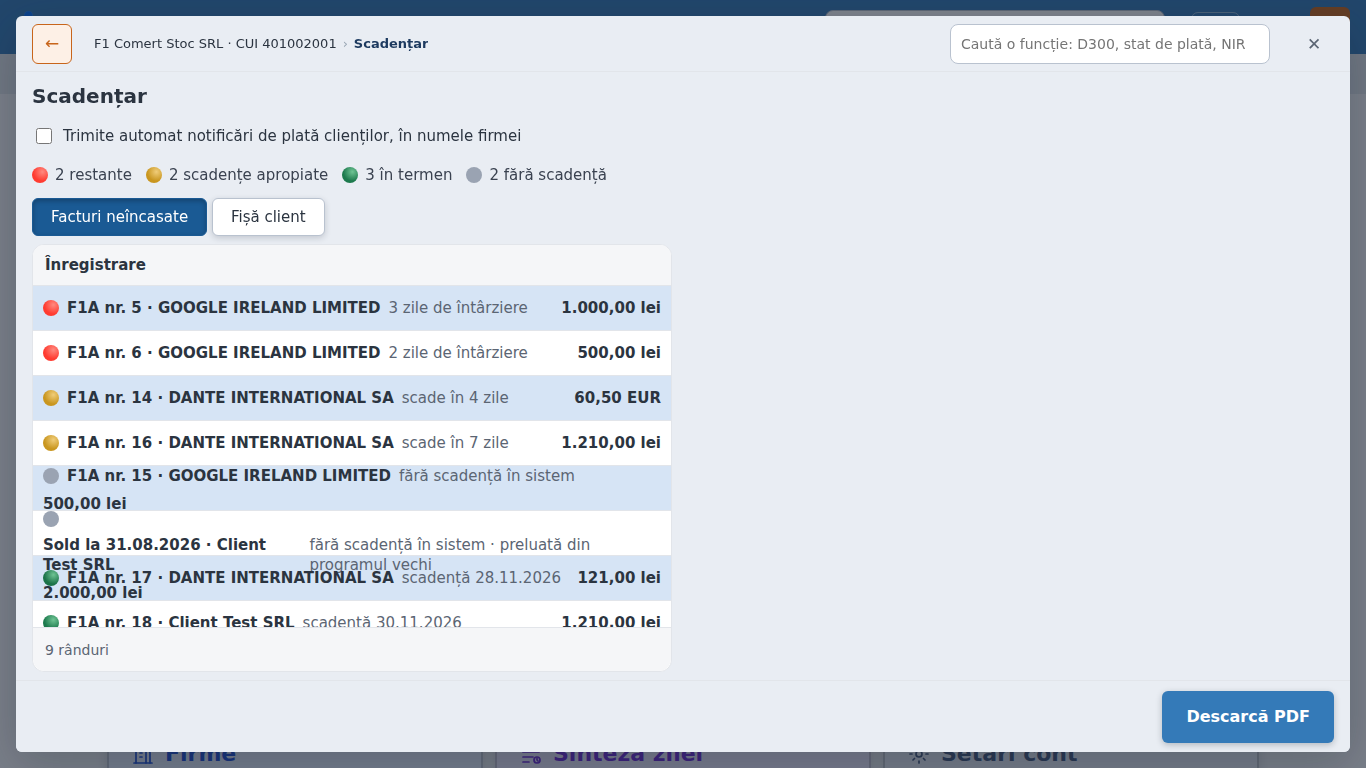 ←
F1 Comert Stoc SRL · CUI 401002001 › Scadențar
Caută o funcție: D300, stat de plată, NIR
✕
Scadențar
Trimite automat notificări de plată clienților, în numele firmei
2 restante 2 scadențe apropiate 3 în termen 2 fără scadență
Facturi neîncasate Fișă client
Înregistrare
F1A nr. 5 · GOOGLE IRELAND LIMITED 3 zile de întârziere 1.000,00 lei
F1A nr. 6 · GOOGLE IRELAND LIMITED 2 zile de întârziere 500,00 lei
F1A nr. 14 · DANTE INTERNATIONAL SA scade în 4 zile 60,50 EUR
F1A nr. 16 · DANTE INTERNATIONAL SA scade în 7 zile 1.210,00 lei
F1A nr. 15 · GOOGLE IRELAND LIMITED fără scadență în sistem
500,00 lei
Sold la 31.08.2026 · Client fără scadență în sistem · preluată din
Test SRL programul vechi
F1A nr. 17 · DANTE INTERNATIONAL SA scadență 28.11.2026 121,00 lei
2.000,00 lei
F1A nr. 18 · Client Test SRL scadență 30.11.2026 1.210,00 lei
9 rânduri
Descarcă PDF
Firme Sinteza zilei Setări cont